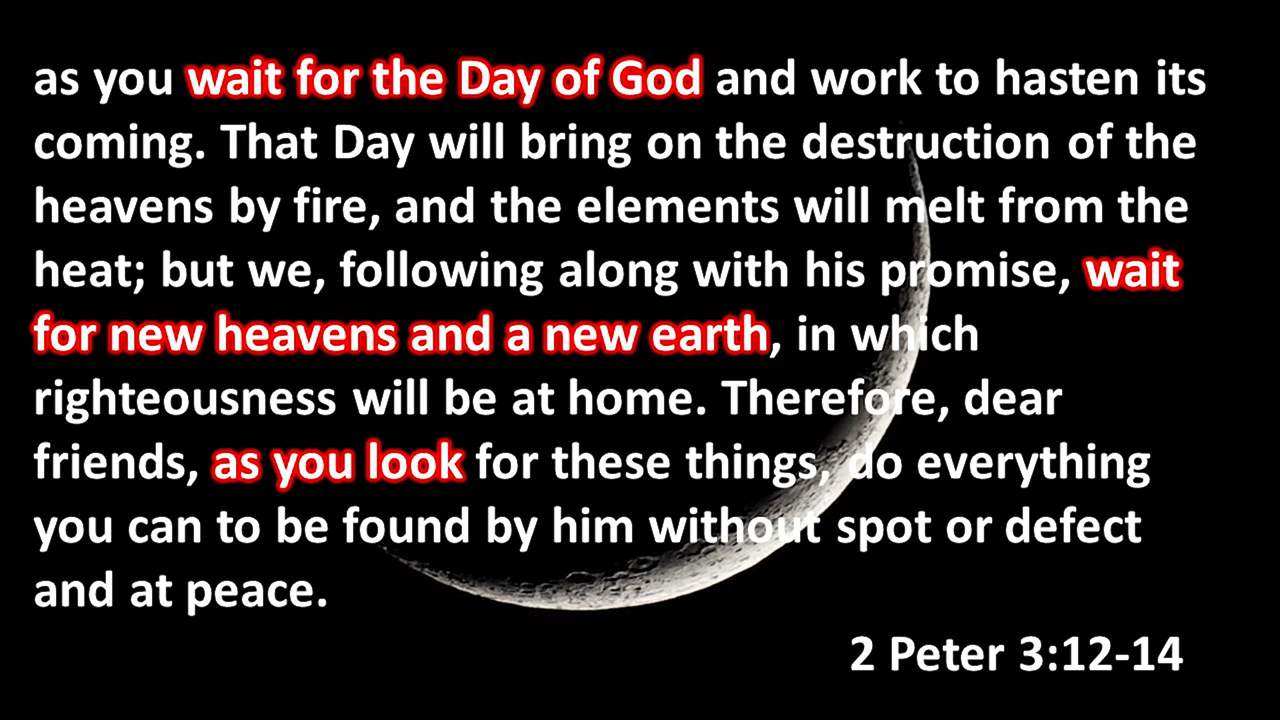 as you wait for the Day of God and work to hasten its
coming. That Day will bring on the destruction of the
heavens by fire, and the elements will melt from the
heat; but we, following along with his promise, wait
for new heavens and a new earth, in which
righteousness will be at home. Therefore, dear
friends, as you look for these things, do everything
you can to be found by him without spot or defect
and at peace.
2 Peter 3:12-14